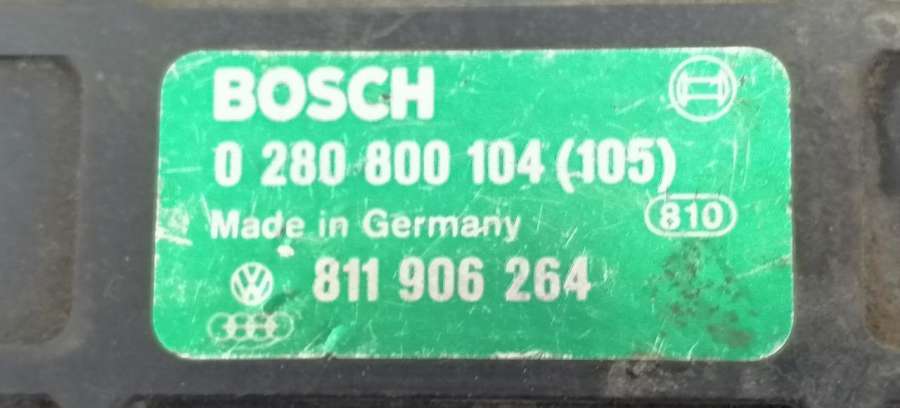 BOSCH
0 280 800 104 (105)
Made in Germany
810
811 906 264